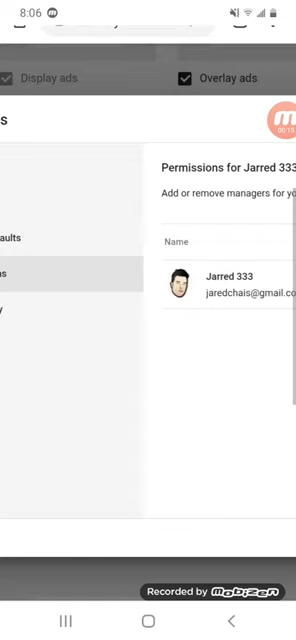 8:06
Display ads
Overlay ads
s
00:15
Permissions for Jarred 333
Add or remove managers for yo
aults
Name
ns
Jarred 333
jaredchais@gmail.co
y
Recorded by mobizen